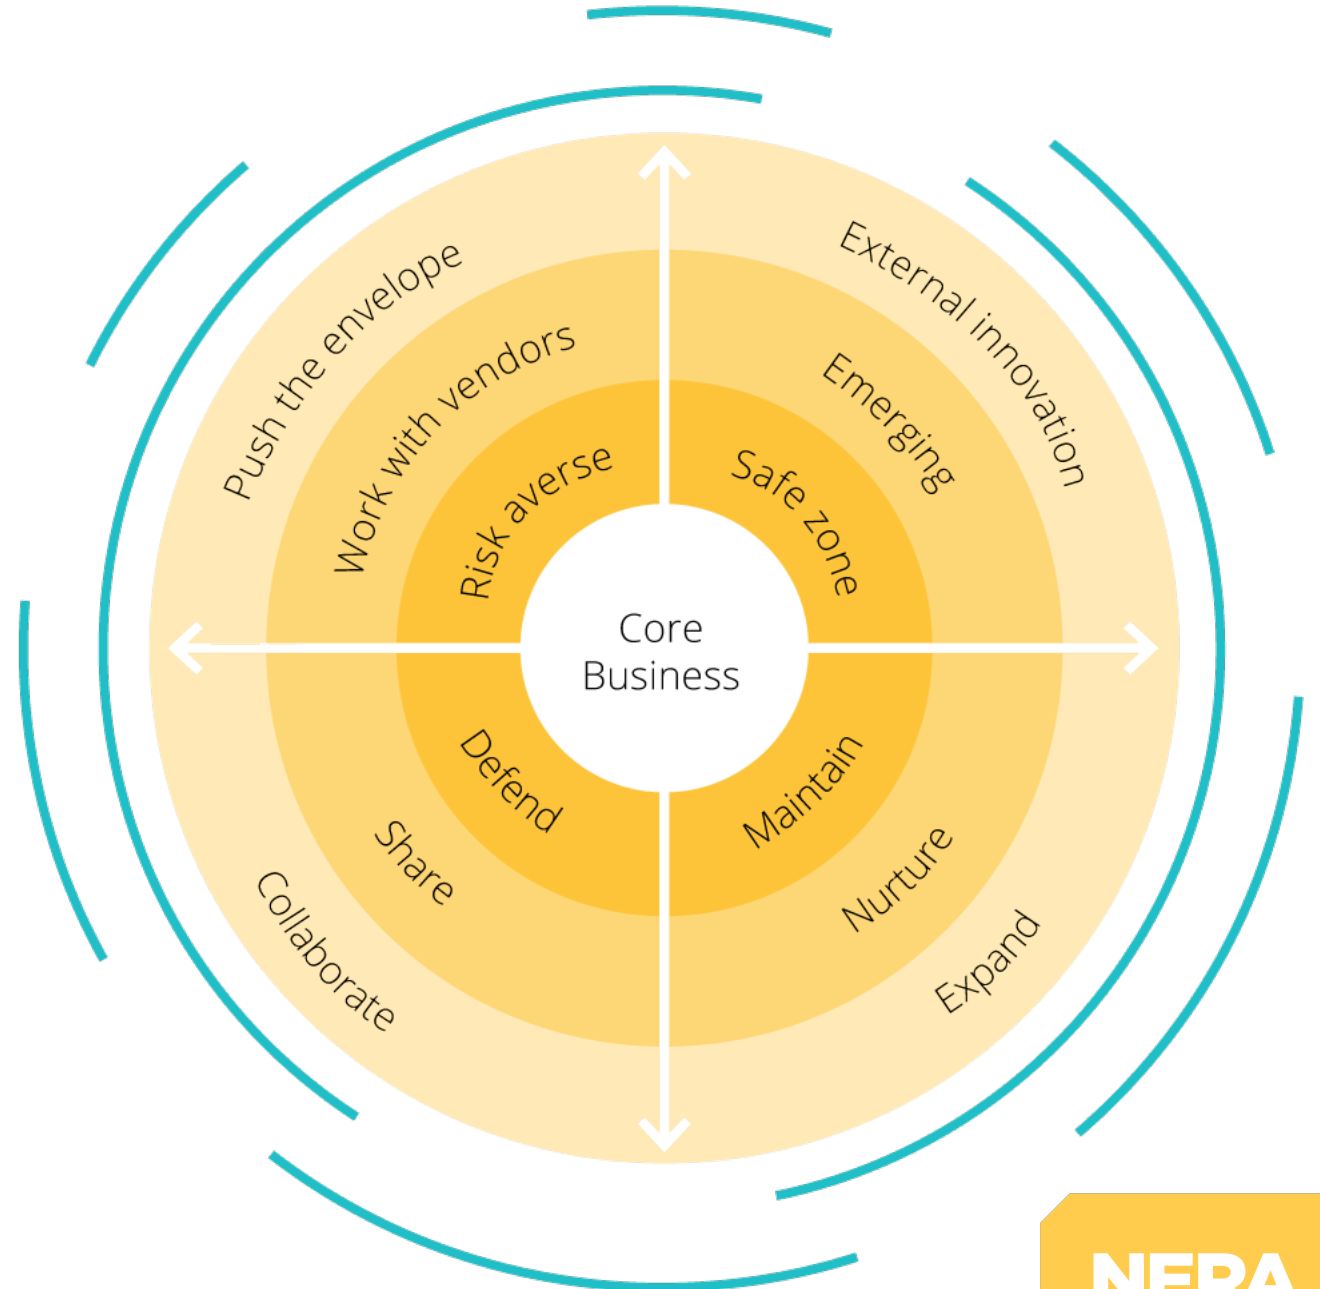 Push the envelope
Work with vendors
Risk averse
External innovation
Emerging
Safe zone
Core
Business
Defend
Share
Collaborate
Maintain
Nurture
Expand